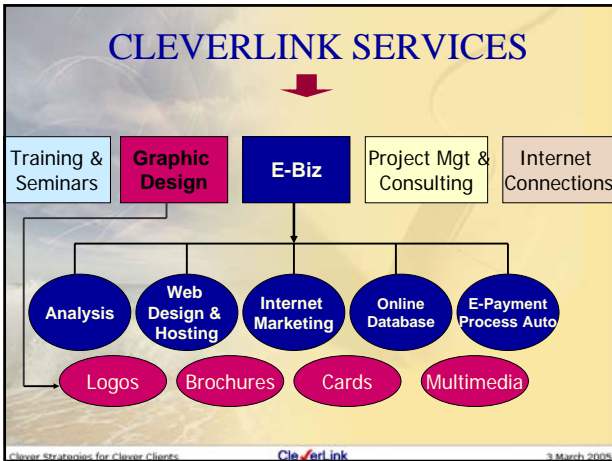 CLEVERLINK SERVICES
Training &
Seminars
Graphic
Design
E-Biz
Project Mgt &
Consulting
Internet
Connections
Analysis
Web
Design &
Hosting
Internet
Marketing
Online
Database
E-Payment
Process Auto
Logos
Brochures
Cards
Multimedia
Clever Strategies for Clever Clients
CleVerLink
3 March 2005